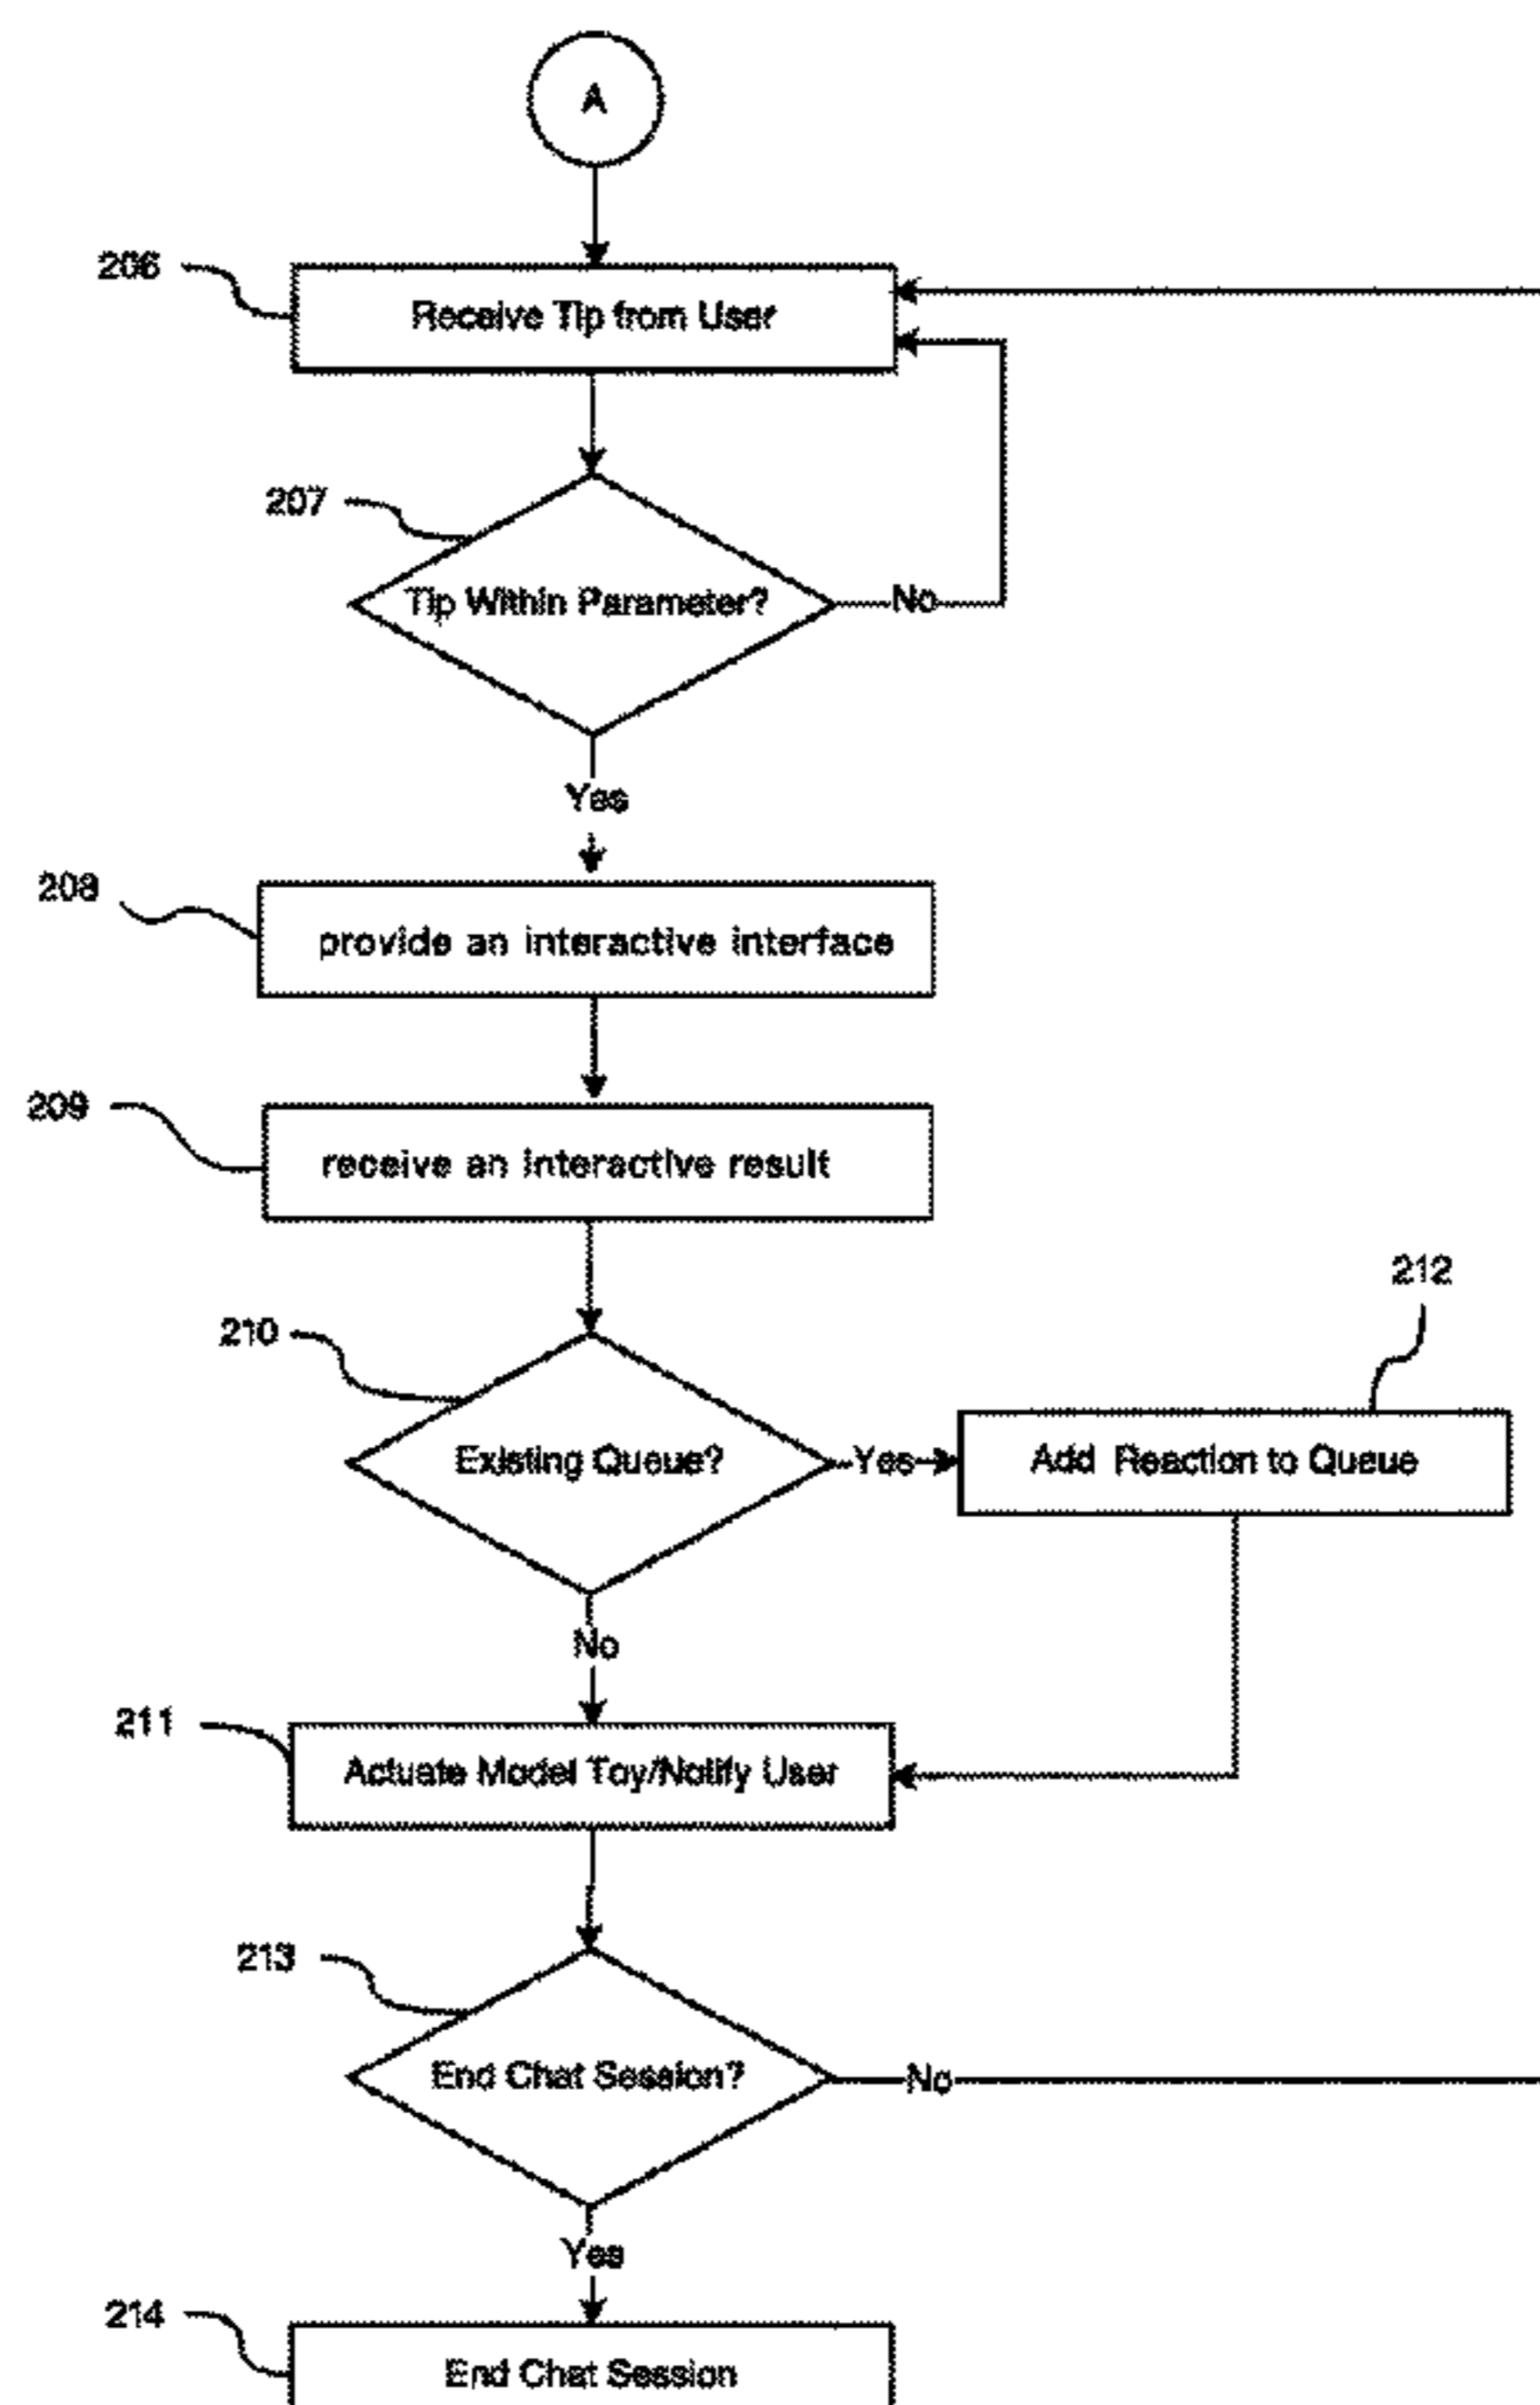 A
206
Receive Tip from User
207
Tip Within Parameter?
No
Yes
208
provide an interactive interface
209
receive an interactive result
212
210
Existing Queue?
Yes
Add Reaction to Queue
No
211
Actuate Model Toy/Notify User
213
End Chat Session?
No
Yes
214
End Chat Session